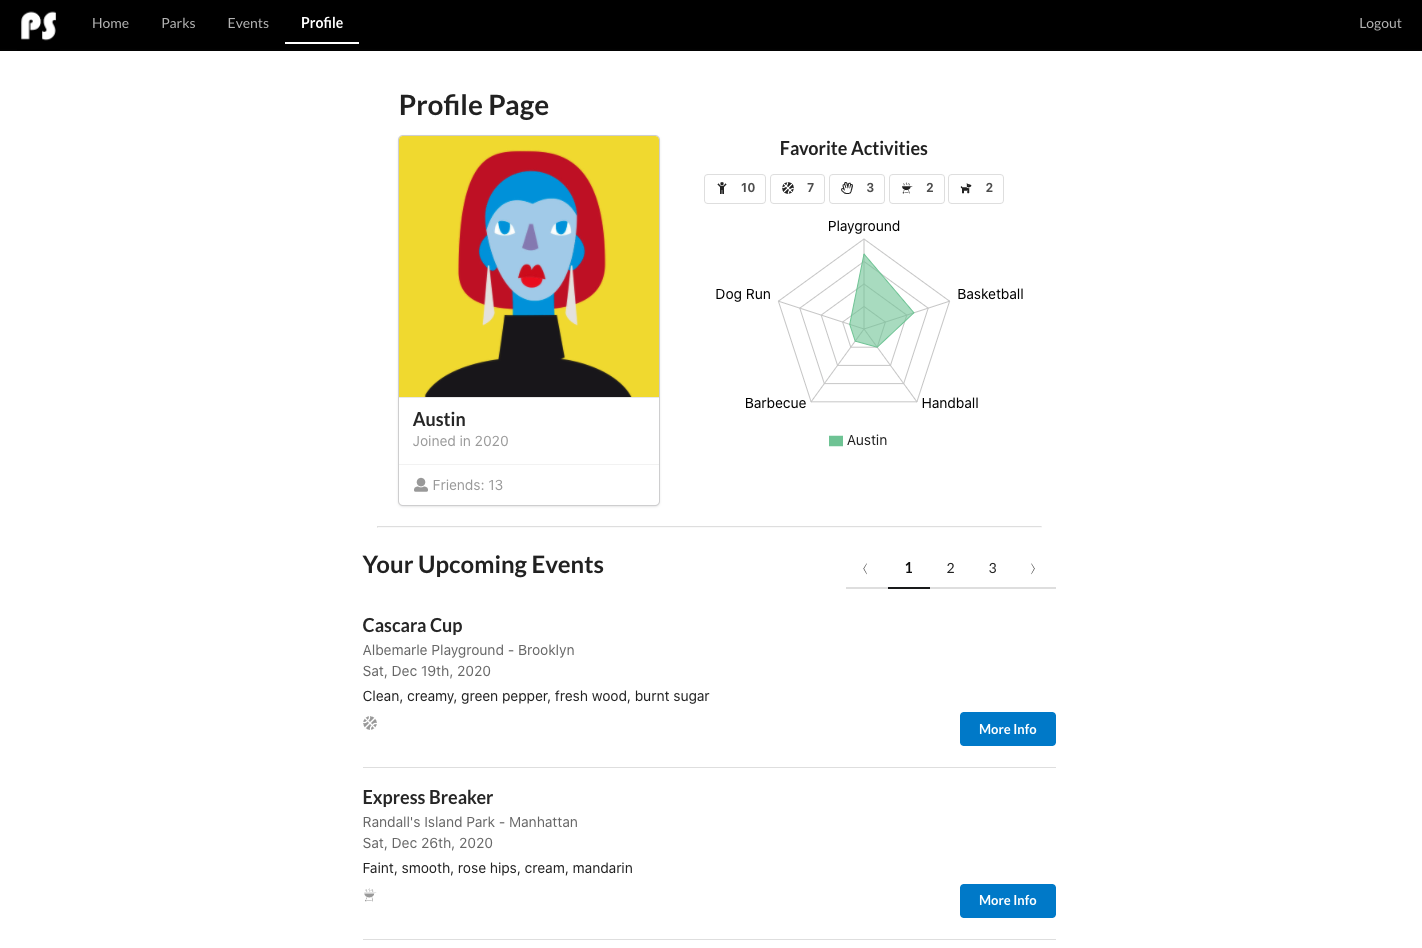 PS Home Parks Events Profile Logout
Profile Page
Favorite Activities
10 7 3 2 2
Playground
Dog Run Basketball
Barbecue Handball
Austin
Austin
Joined in 2020
Friends: 13
Your Upcoming Events
⟨ 1 2 3 ⟩
Cascara Cup
Albemarle Playground - Brooklyn
Sat, Dec 19th, 2020
Clean, creamy, green pepper, fresh wood, burnt sugar
More Info
Express Breaker
Randall's Island Park - Manhattan
Sat, Dec 26th, 2020
Faint, smooth, rose hips, cream, mandarin
More Info